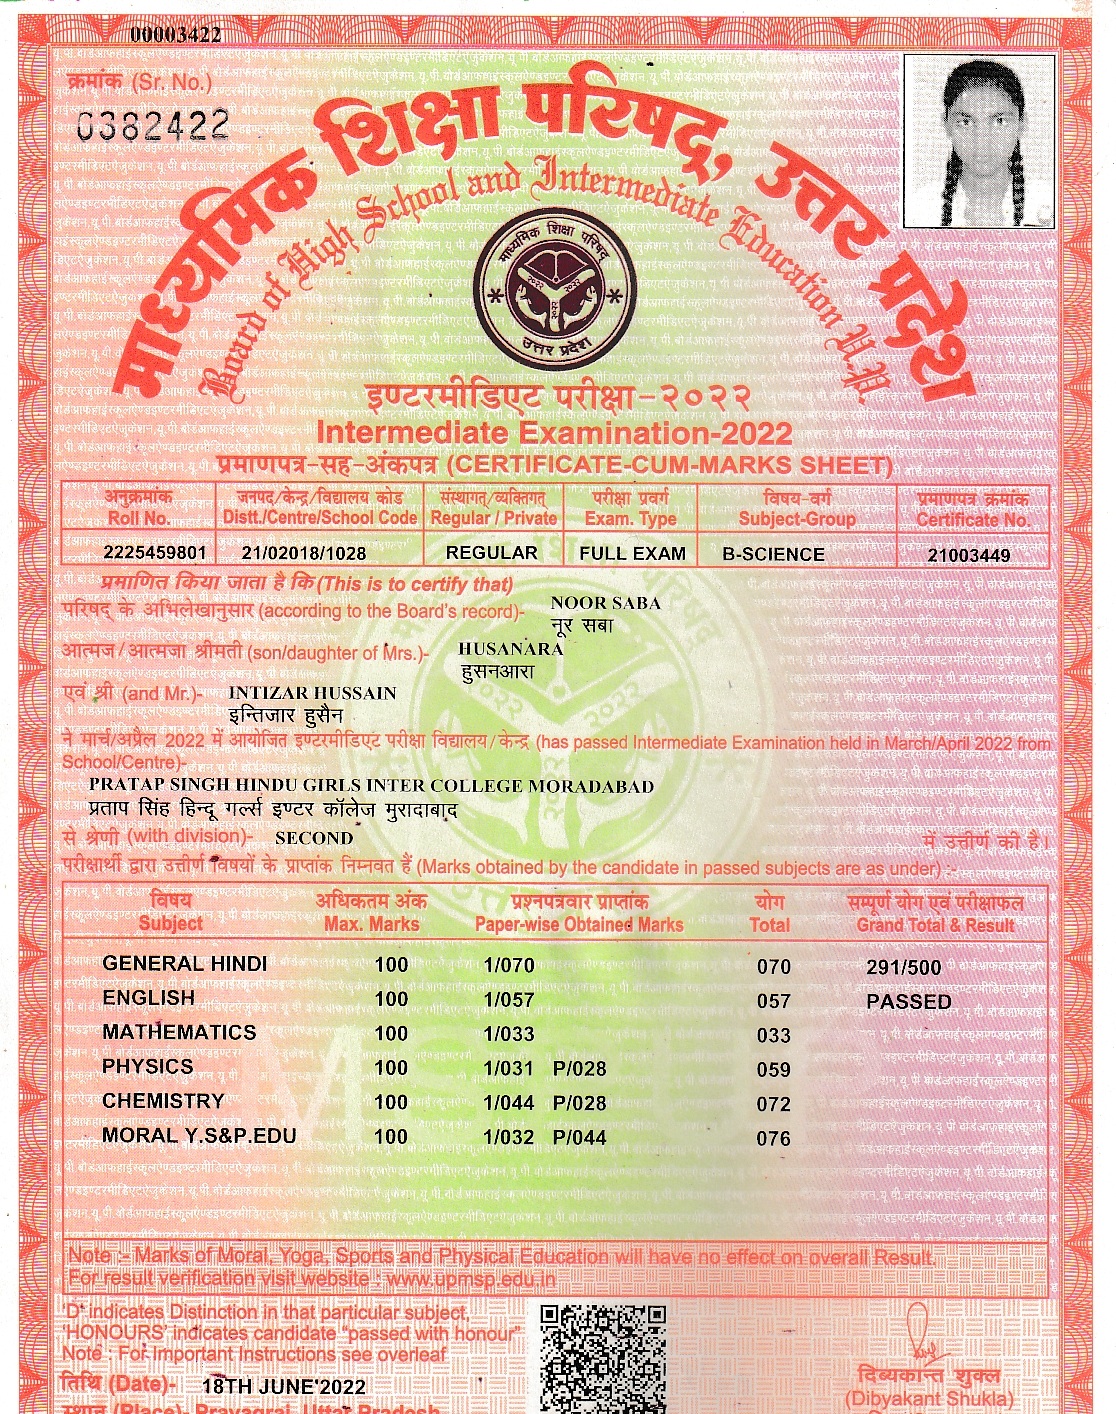 00003422
क्रमांक (Sr. No.)
0382422
माध्यमिक शिक्षा परिषद्, उत्तर प्रदेश
Board of High School and Intermediate Education U.P.
माध्यमिक शिक्षा परिषद
उत्तर प्रदेश
इण्टरमीडिएट परीक्षा-२०२२
Intermediate Examination-2022
प्रमाणपत्र-सह-अंकपत्र (CERTIFICATE-CUM-MARKS SHEET)
अनुक्रमांक जनपद/केन्द्र/विद्यालय कोड संस्थागत्/व्यक्तिगत् परीक्षा प्रवर्ग विषय-वर्ग प्रमाणपत्र क्रमांक
Roll No. Distt./Centre/School Code Regular / Private Exam. Type Subject-Group Certificate No.
2225459801 21/02018/1028 REGULAR FULL EXAM B-SCIENCE 21003449
प्रमाणित किया जाता है कि (This is to certify that)
परिषद् के अभिलेखानुसार (according to the Board's record)- NOOR SABA
नूर सबा
आत्मज/आत्मजा श्रीमती (son/daughter of Mrs.)- HUSANARA
हुसनआरा
एवं श्री (and Mr.)- INTIZAR HUSSAIN
इन्तिजार हुसैन
ने मार्च/अप्रैल 2022 में आयोजित इण्टरमीडिएट परीक्षा विद्यालय/केन्द्र (has passed Intermediate Examination held in March/April 2022 from
School/Centre)-
PRATAP SINGH HINDU GIRLS INTER COLLEGE MORADABAD
प्रताप सिंह हिन्दू गर्ल्स इण्टर कॉलेज मुरादाबाद
से श्रेणी (with division)- SECOND में उत्तीर्ण की है।
परीक्षार्थी द्वारा उत्तीर्ण विषयों के प्राप्तांक निम्नवत हैं (Marks obtained by the candidate in passed subjects are as under) :-
विषय अधिकतम अंक प्रश्नपत्रवार प्राप्तांक योग सम्पूर्ण योग एवं परीक्षाफल
Subject Max. Marks Paper-wise Obtained Marks Total Grand Total & Result
GENERAL HINDI 100 1/070 070 291/500
ENGLISH 100 1/057 057 PASSED
MATHEMATICS 100 1/033 033
PHYSICS 100 1/031 P/028 059
CHEMISTRY 100 1/044 P/028 072
MORAL Y.S&P.EDU 100 1/032 P/044 076
Note :- Marks of Moral, Yoga, Sports and Physical Education will have no effect on overall Result.
For result verification visit website : www.upmsp.edu.in
'D' indicates Distinction in that particular subject,
'HONOURS' indicates candidate "passed with honour"
Note : For Important Instructions see overleaf
तिथि (Date)- 18TH JUNE'2022
दिव्यकान्त शुक्ल
(Dibyakant Shukla)
स्थान (Place)- Prayagraj, Uttar Pradesh